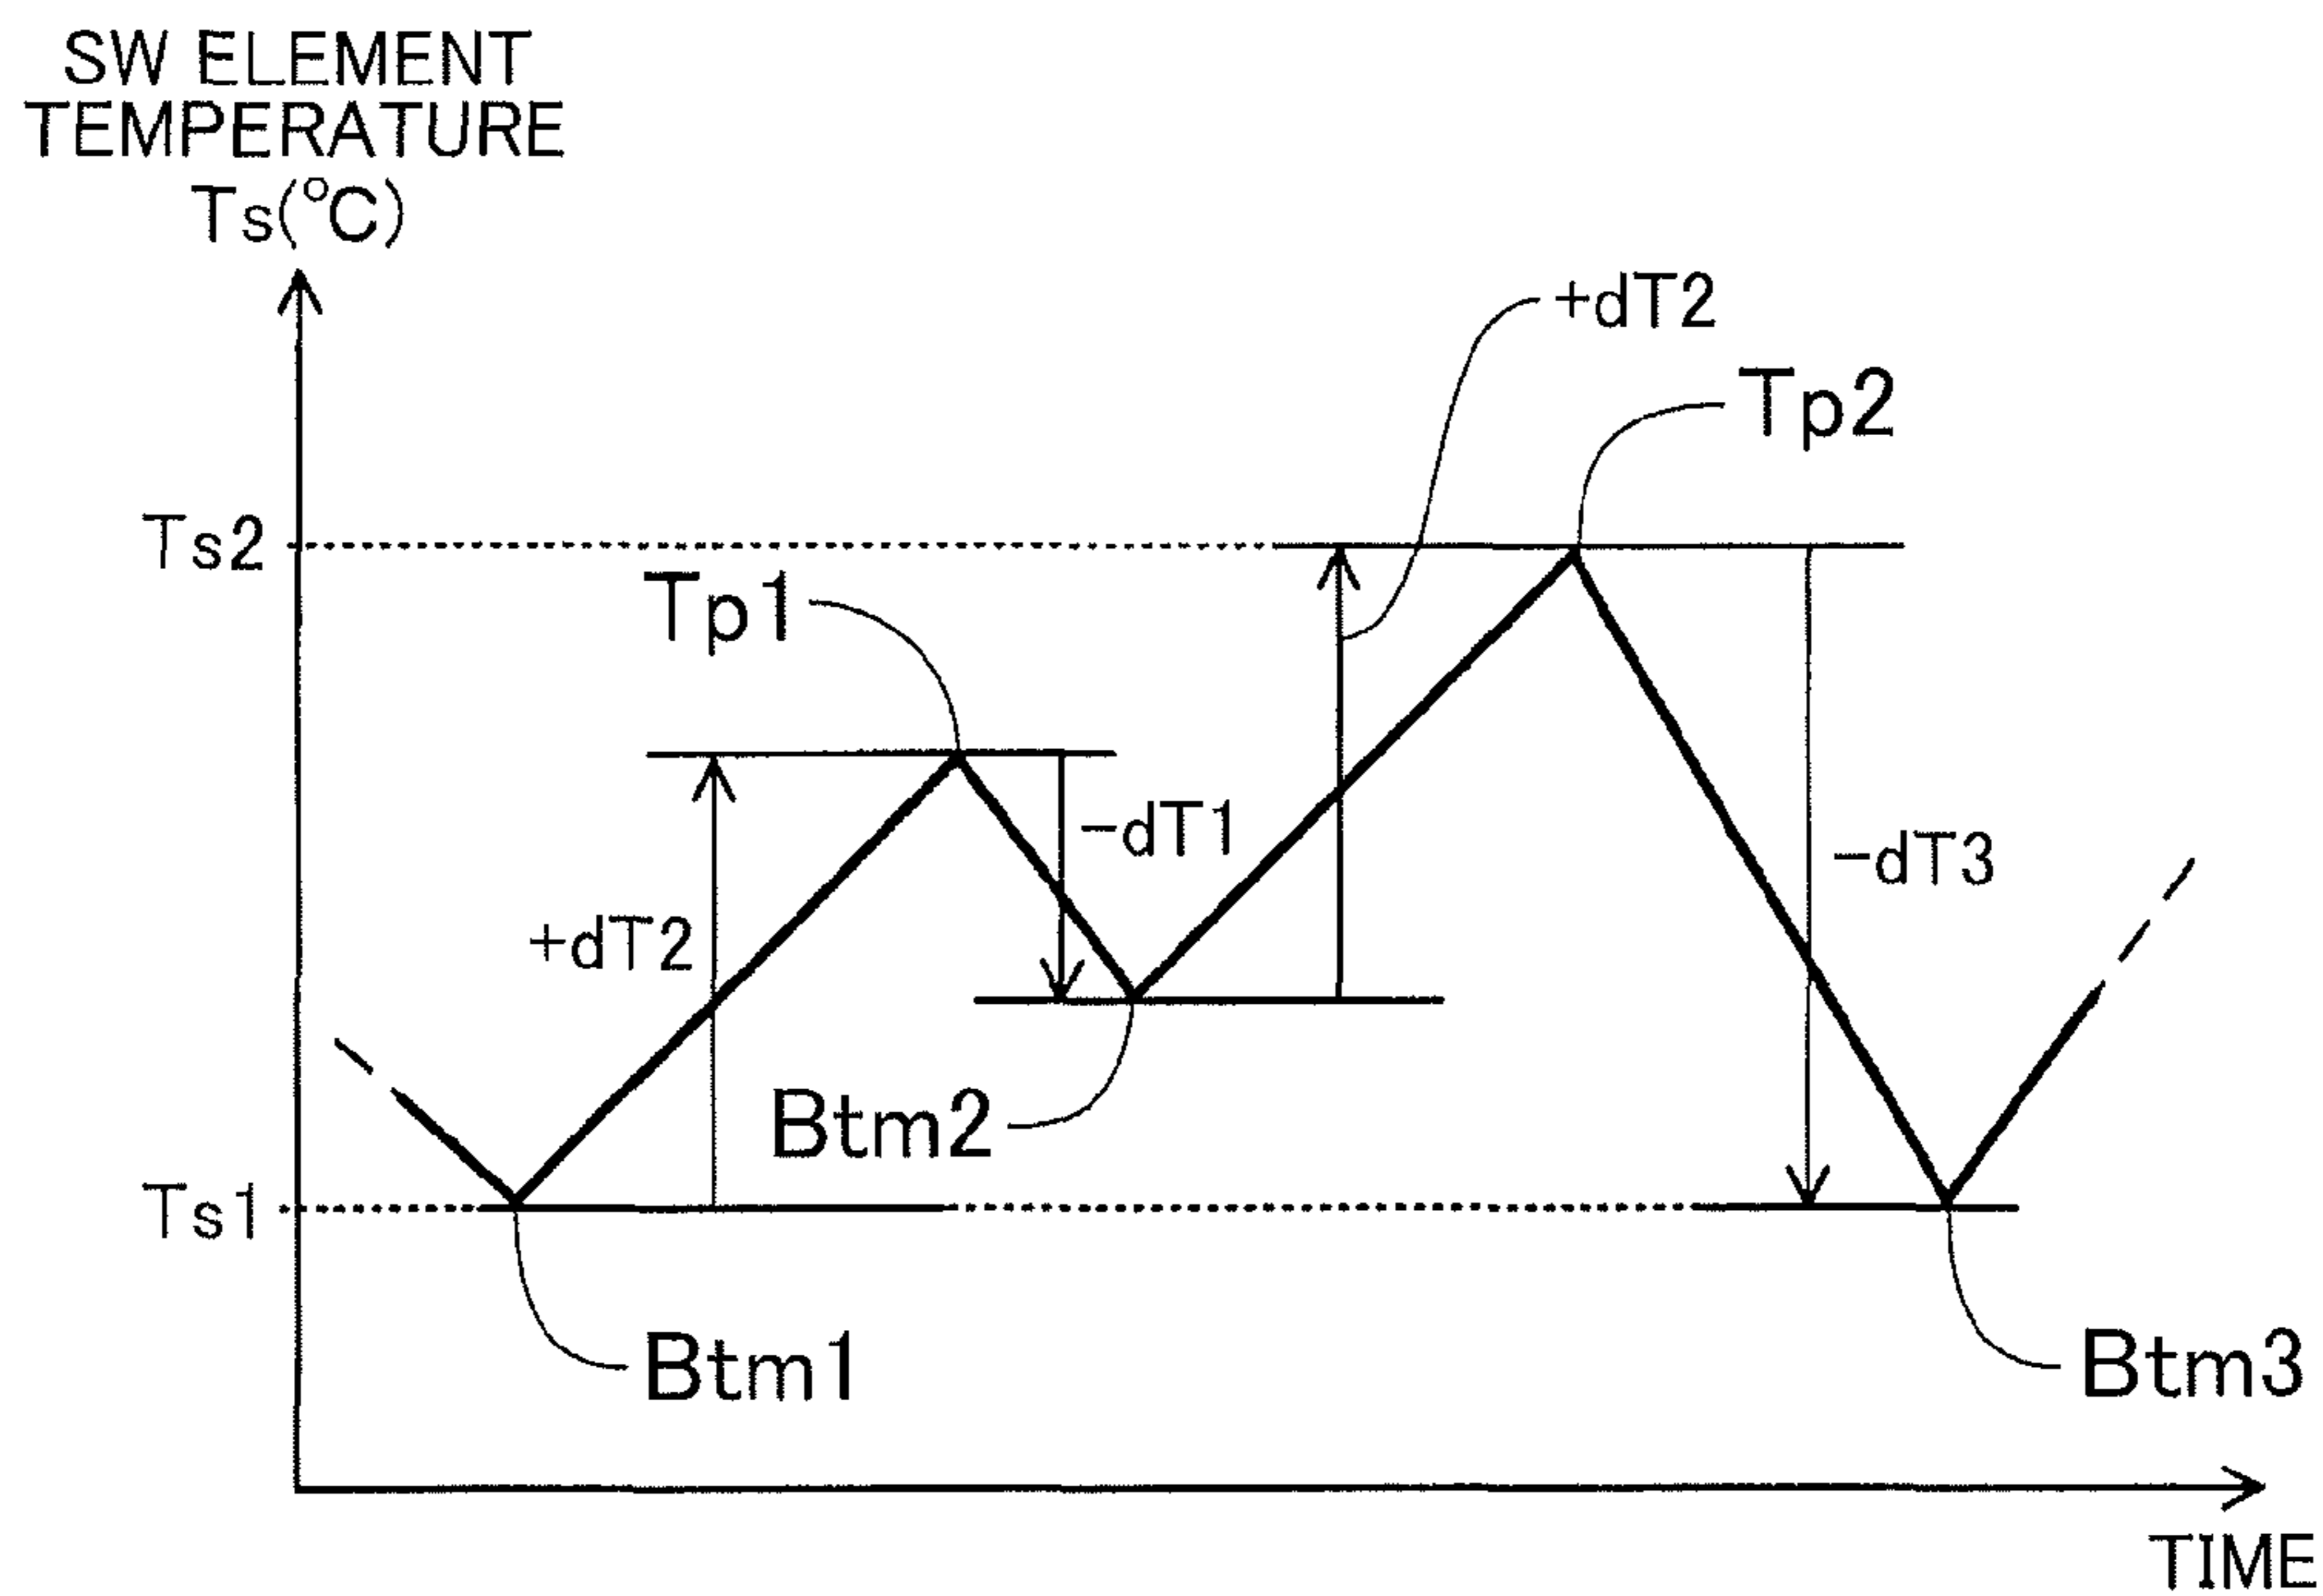 SW ELEMENT
TEMPERATURE
Ts(°C)
+dT2
Tp2
Ts2
Tp1
-dT1
-dT3
+dT2
Btm2
Ts1
Btm1
Btm3
TIME